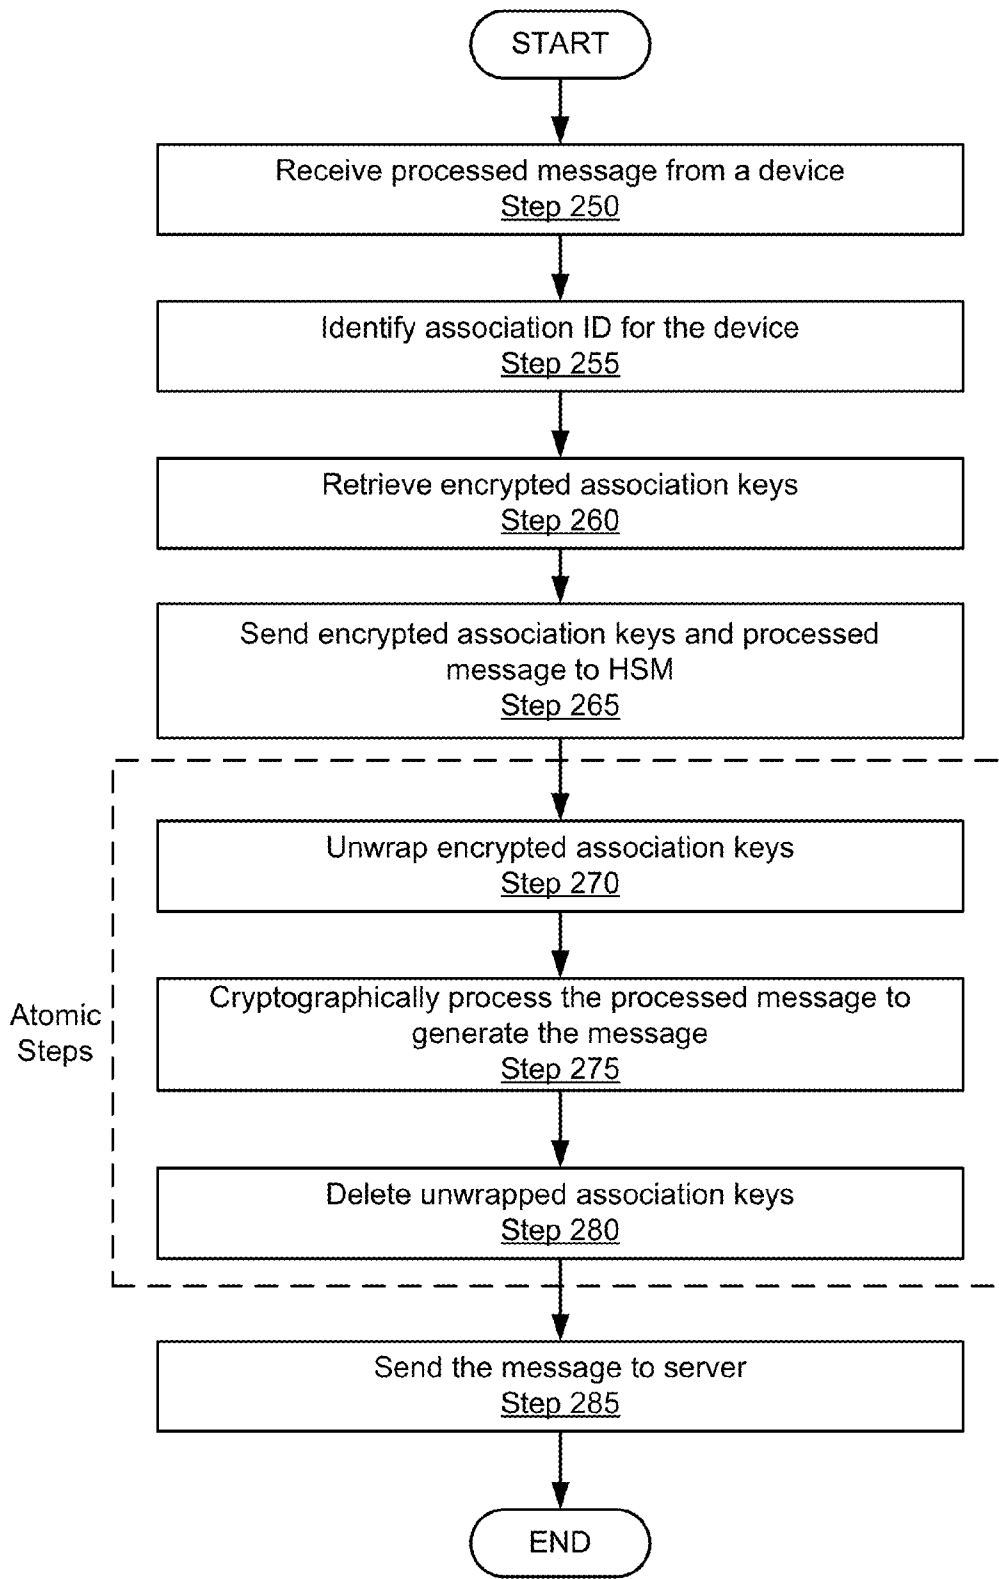 START
Receive processed message from a device
Step 250
Identify association ID for the device
Step 255
Retrieve encrypted association keys
Step 260
Send encrypted association keys and processed
message to HSM
Step 265
Unwrap encrypted association keys
Step 270
Atomic
Steps
Cryptographically process the processed message to
generate the message
Step 275
Delete unwrapped association keys
Step 280
Send the message to server
Step 285
END